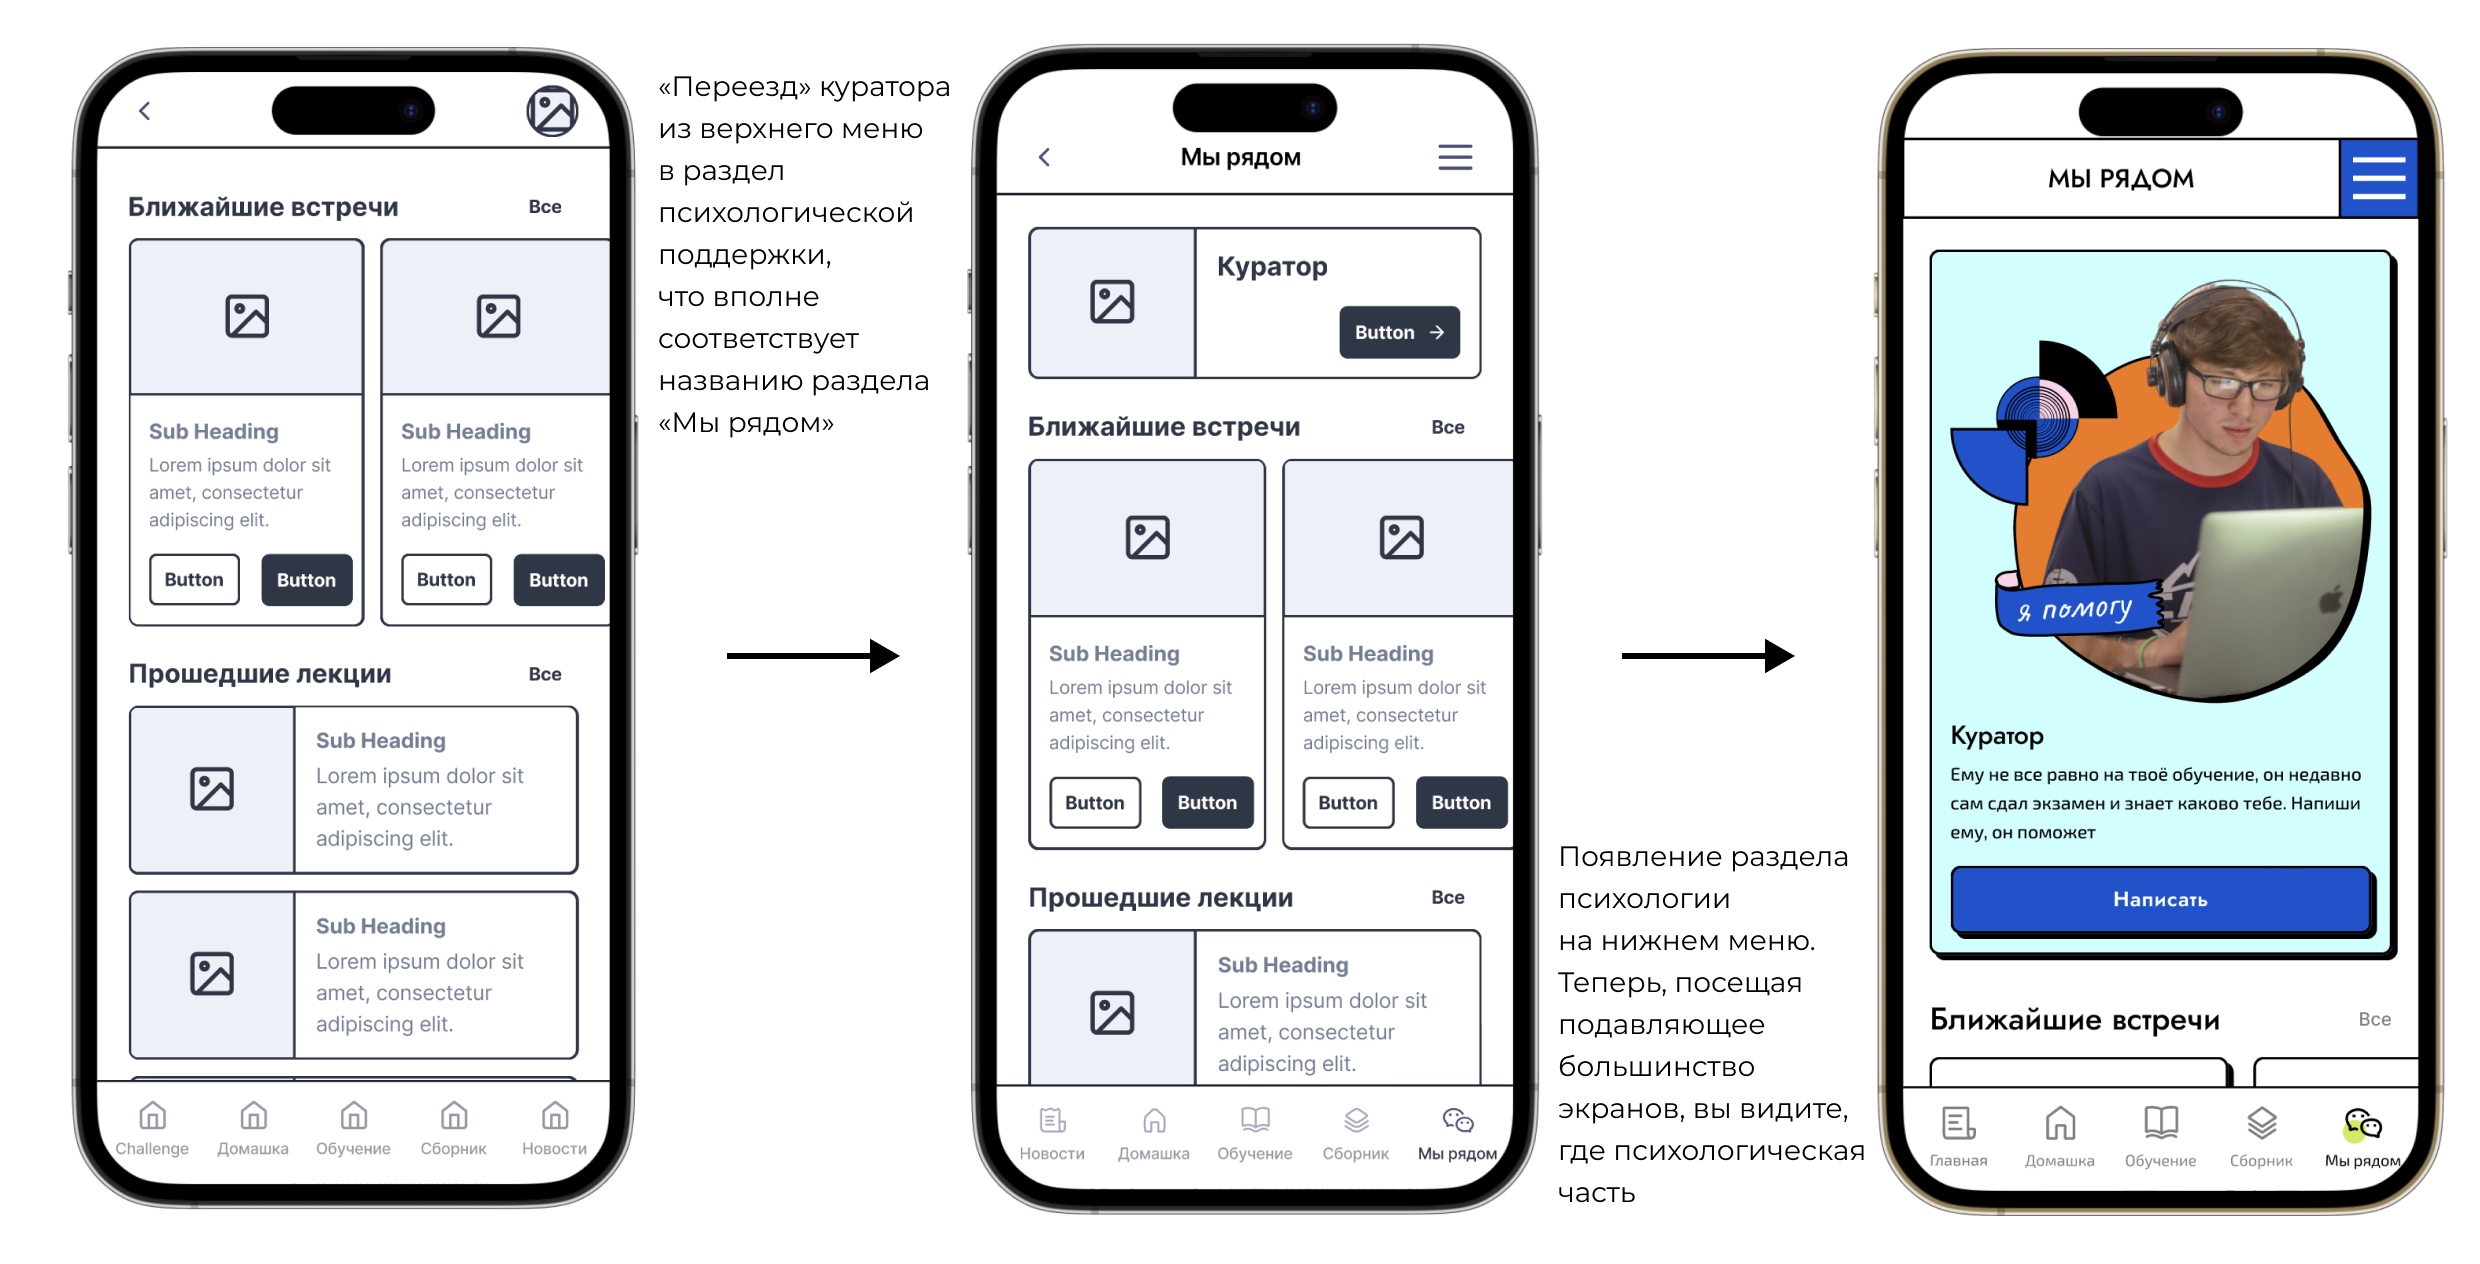 Ближайшие встречи
Все
Sub Heading
Lorem ipsum dolor sit
amet, consectetur
adipiscing elit.
Button
Button
Sub Heading
Lorem ipsum dolor sit
amet, consectetur
adipiscing elit.
Button
Button
Прошедшие лекции
Все
Sub Heading
Lorem ipsum dolor sit
amet, consectetur
adipiscing elit.
Sub Heading
Lorem ipsum dolor sit
amet, consectetur
adipiscing elit.
Challenge
Домашка
Обучение
Сборник
Новости
«Переезд» куратора
из верхнего меню
в раздел
психологической
поддержки,
что вполне
соответствует
названию раздела
«Мы рядом»
Мы рядом
Куратор
Button
Ближайшие встречи
Все
Sub Heading
Lorem ipsum dolor sit
amet, consectetur
adipiscing elit.
Button
Button
Sub Heading
Lorem ipsum dolor sit
amet, consectetur
adipiscing elit.
Button
Button
Прошедшие лекции
Все
Sub Heading
Lorem ipsum dolor sit
amet, consectetur
adipiscing elit.
Новости
Домашка
Обучение
Сборник
Мы рядом
Появление раздела
психологии
на нижнем меню.
Теперь, посещая
подавляющее
большинство
экранов, вы видите,
где психологическая
часть
МЫ РЯДОМ
я помогу
Куратор
Ему не все равно на твоё обучение, он недавно
сам сдал экзамен и знает каково тебе. Напиши
ему, он поможет
Написать
Ближайшие встречи
Все
Главная
Домашка
Обучение
Сборник
Мы рядом